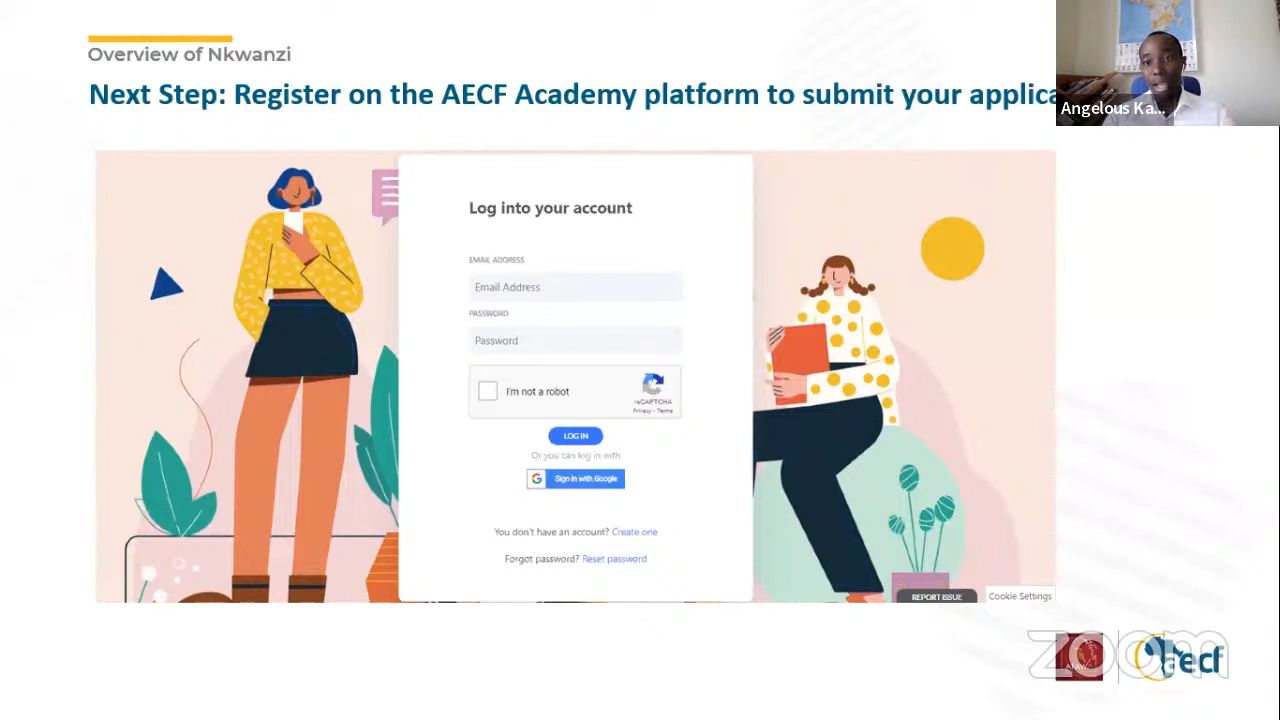 Overview of Nkwanzi
Next Step: Register on the AECF Academy platform to submit your applica
Angelous Ka...
Log into your account
EMAIL ADDRESS
Email Address
PASSWORD
Password
I'm not a robot
reCAPTCHA
Privacy - Terms
LOG IN
Or you can log in with
G Sign in with Google
You don't have an account? Create one
Forgot password? Reset password
REPORT ISSUE
Cookie Settings
zoom
aecf